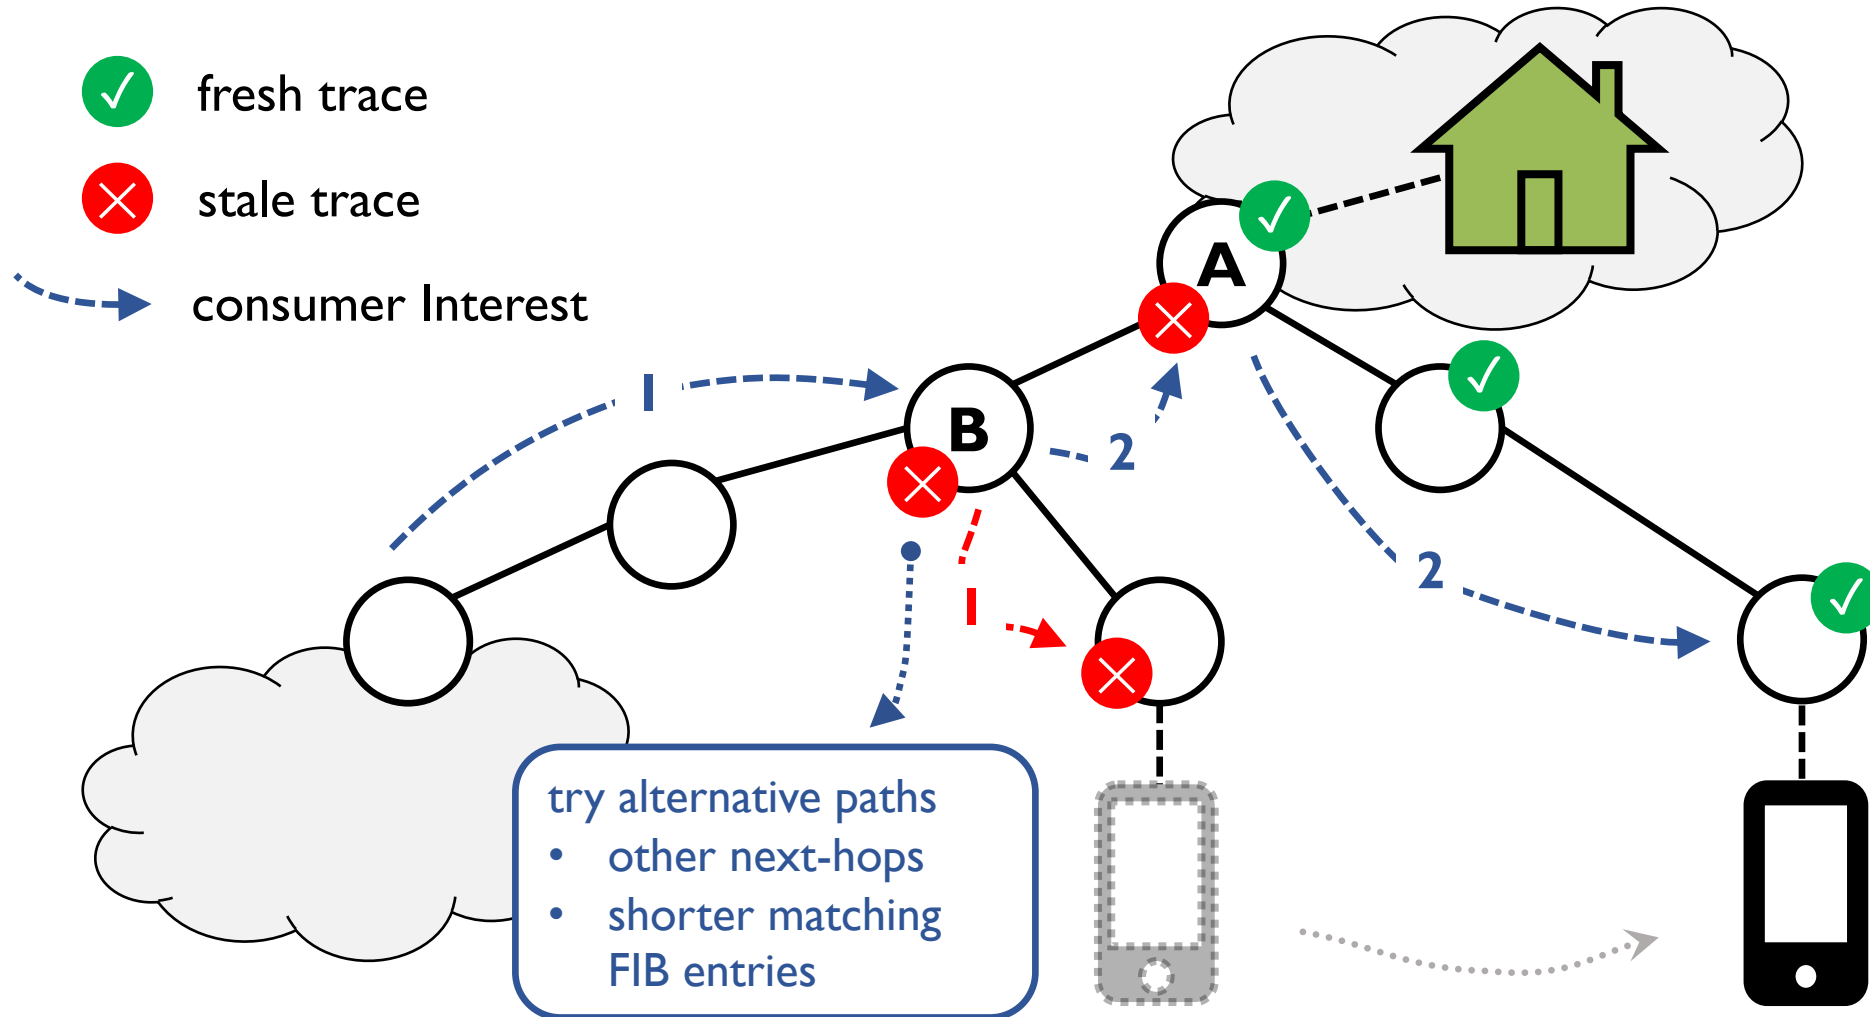 fresh trace
stale trace
consumer Interest
A
B
1
2
1
2
try alternative paths
• other next-hops
• shorter matching
FIB entries